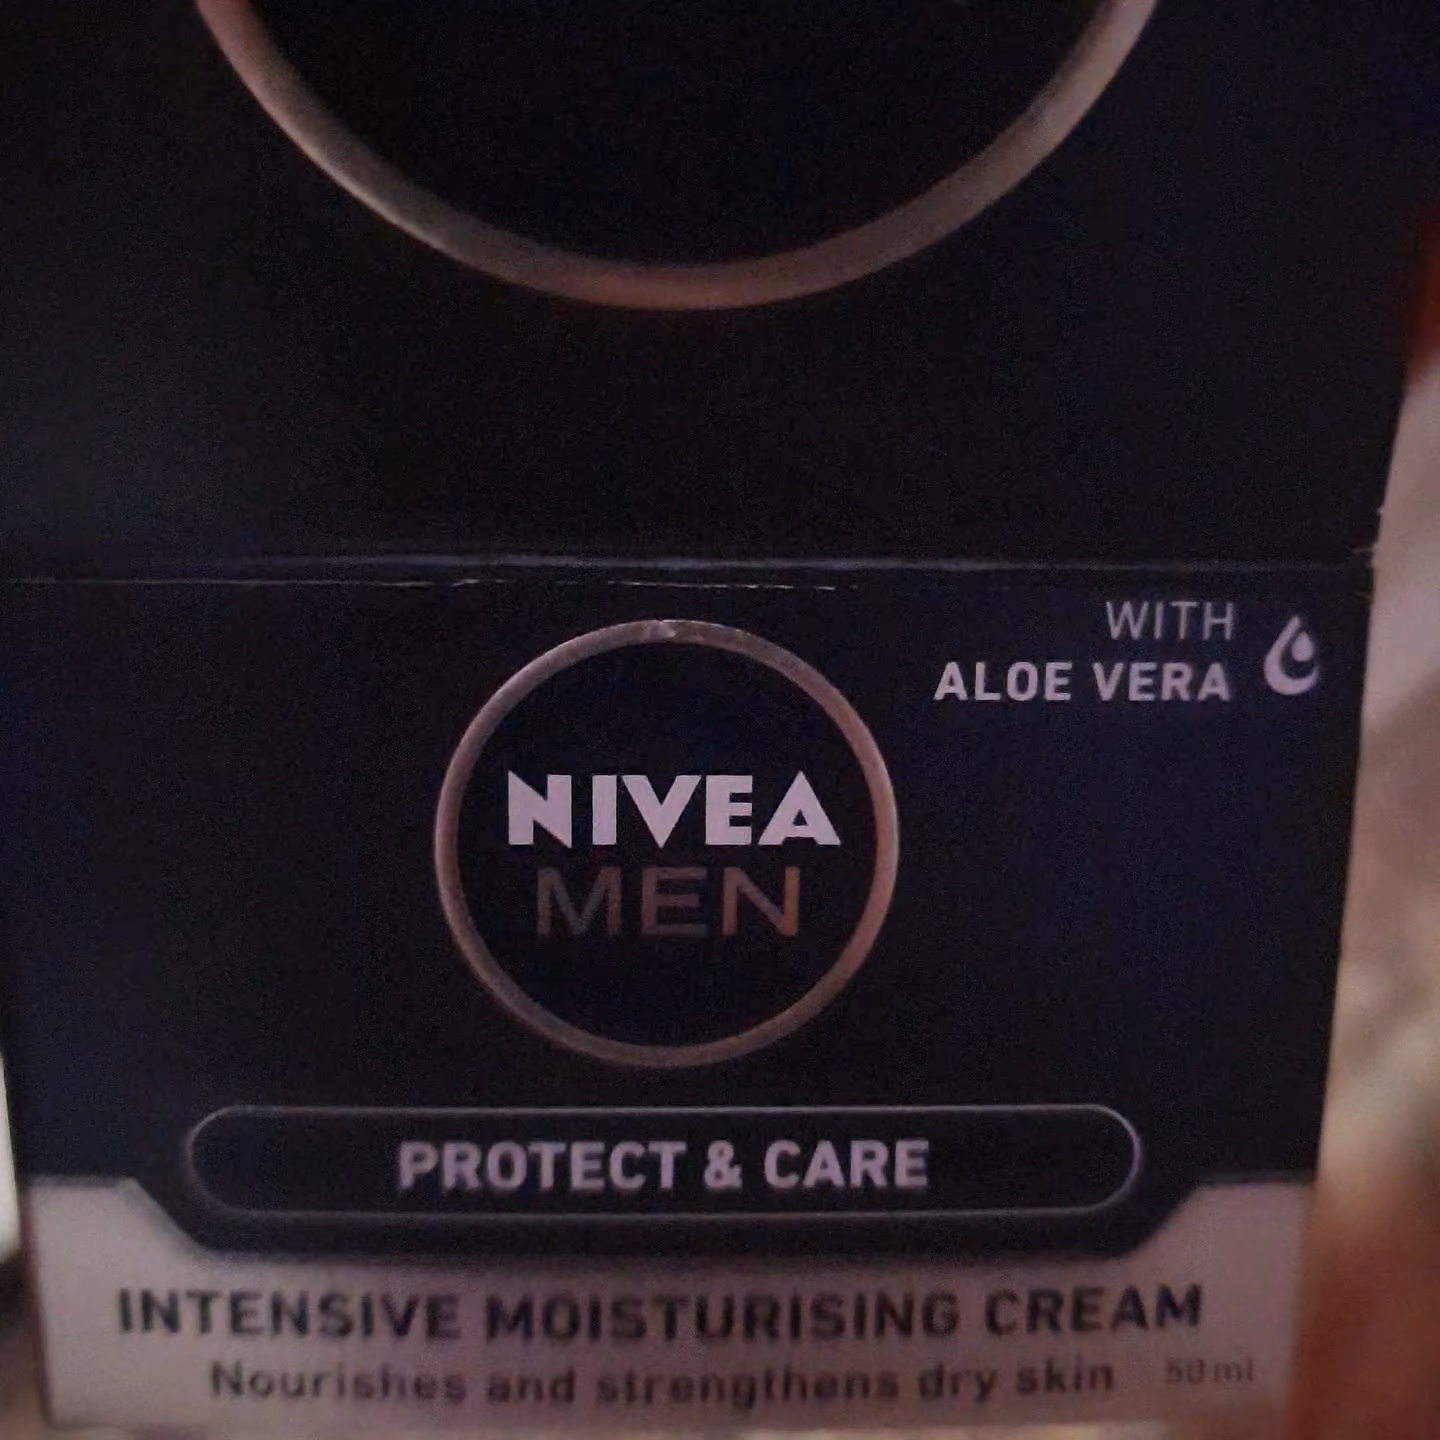 WITH
ALOE VERA
NIVEA
MEN
PROTECT & CARE
INTENSIVE MOISTURISING CREAM
Nourishes and strengthens dry skin 50ml